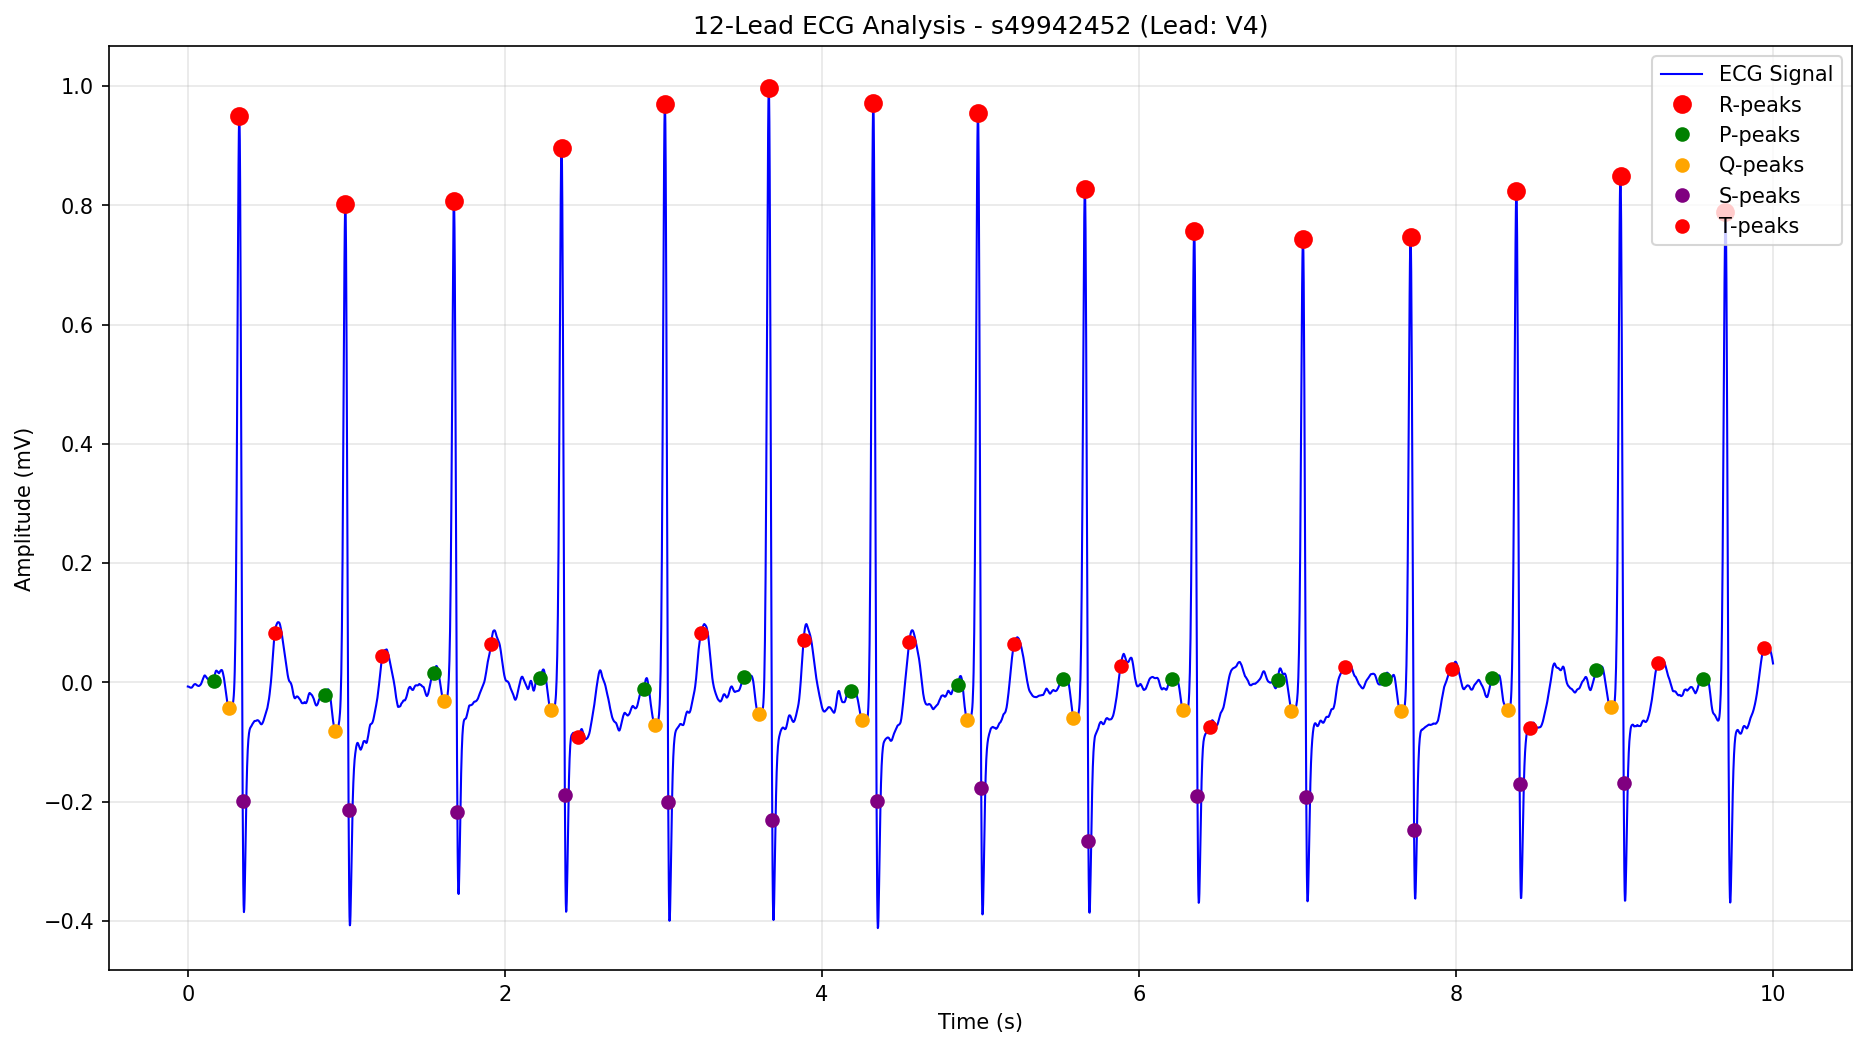 12-Lead ECG Analysis - s49942452 (Lead: V4)
ECG Signal
R-peaks
P-peaks
Q-peaks
S-peaks
T-peaks
Amplitude (mV)
1.0
0.8
0.6
0.4
0.2
0.0
−0.2
−0.4
0 2 4 6 8 10
Time (s)